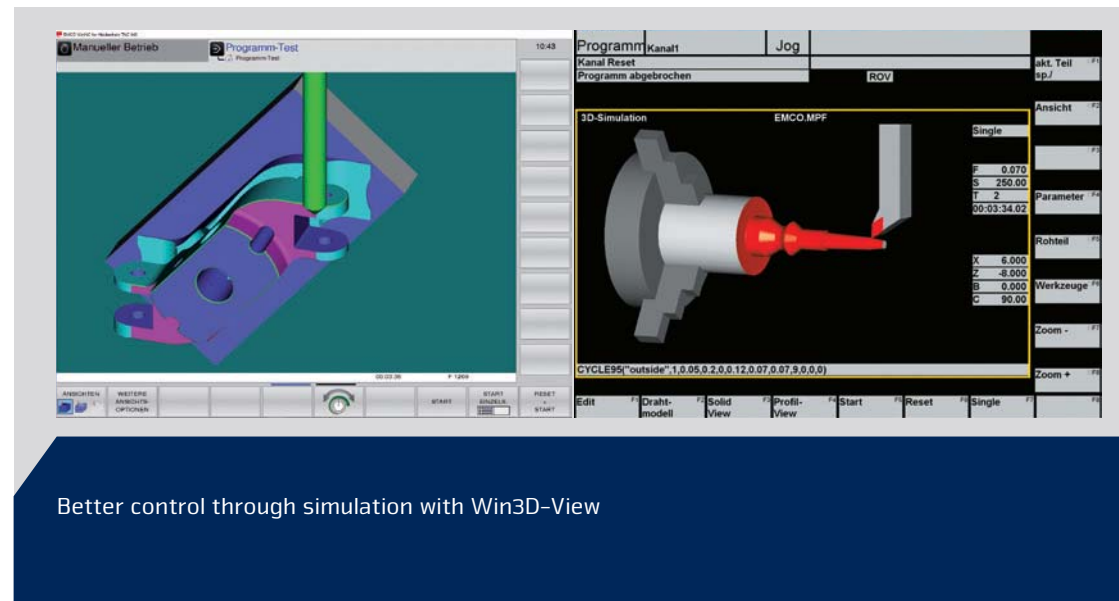 Manueller Betrieb
Programm-Test
Programm-Test
10:43
00:03:36 F 1269
ANSICHTEN
WEITERE
ANSICHTS-
OPTIONEN
START
START
EINZELS.
RESET
+
START
Programm Kanal1 Jog
Kanal Reset
Programm abgebrochen ROV
3D-Simulation EMCO.MPF
Single
F 0.070
S 250.00
T 2
00:03:34.02
X 6.000
Z -8.000
B 0.000
C 90.00
CYCLE95("outside",1,0.05,0.2,0,0.12,0.07,0.07,9,0,0,0)
akt. Teil F1
sp./
Ansicht F2
F3
Parameter F4
Rohteil F5
Werkzeuge F6
Zoom - F7
Zoom + F8
Edit F1
Draht- F2
modell
Solid F3
View
Profil- F4
View
Start F5
Reset F6
Single F7
F8
Better control through simulation with Win3D-View